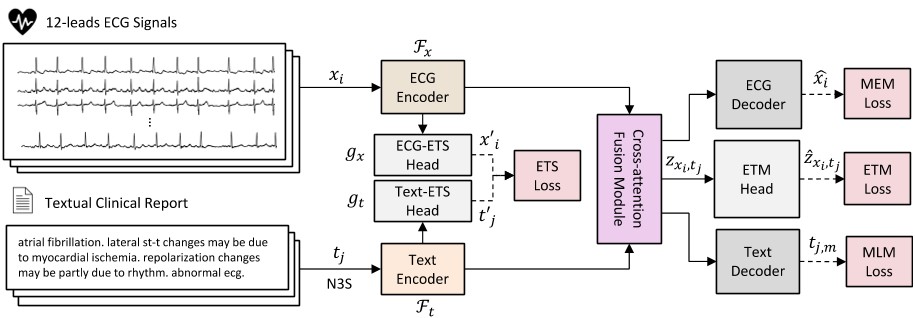 12-leads ECG Signals
⋮
Textual Clinical Report
atrial fibrillation. lateral st-t changes may be due
to myocardial ischemia. repolarization changes
may be partly due to rhythm. abnormal ecg.
x_i
t_j
N3S
ℱ_x
ECG
Encoder
g_x
ECG-ETS
Head
x'_i
g_t
Text-ETS
Head
t'_j
ETS
Loss
Text
Encoder
ℱ_t
Cross-attention
Fusion Module
z_{x_i,t_j}
ECG
Decoder
x̂_i
MEM
Loss
ETM
Head
ẑ_{x_i,t_j}
ETM
Loss
Text
Decoder
t_{j,m}
MLM
Loss